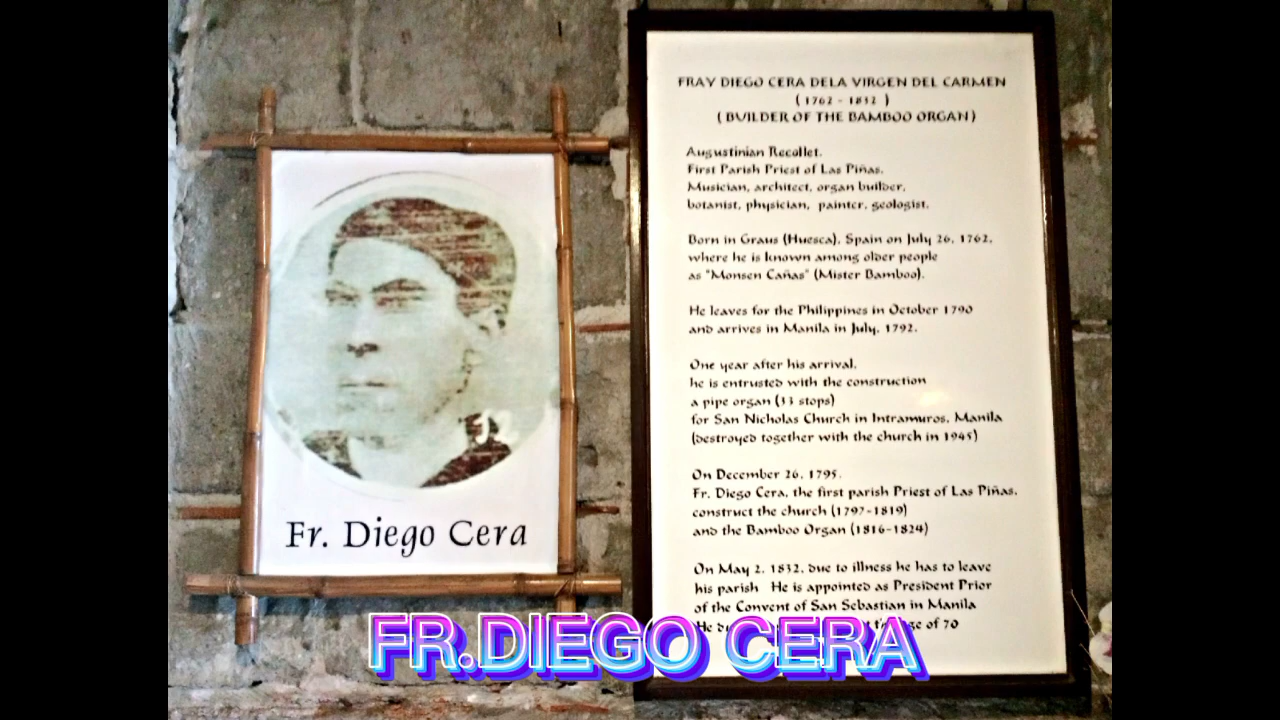 Fr. Diego Cera
FRAY DIEGO CERA DELA VIRGEN DEL CARMEN
( 1762 - 1832 )
( BUILDER OF THE BAMBOO ORGAN )
Augustinian Recollet.
First Parish Priest of Las Piñas.
Musician, architect, organ builder,
botanist, physician, painter, geologist.
Born in Graus (Huesca), Spain on July 26, 1762,
where he is known among older people
as "Monsen Cañas" (Mister Bamboo).
He leaves for the Philippines in October 1790
and arrives in Manila in July, 1792.
One year after his arrival,
he is entrusted with the construction
a pipe organ (33 stops)
for San Nicholas Church in Intramuros, Manila
(destroyed together with the church in 1945)
On December 26, 1795.
Fr. Diego Cera, the first parish Priest of Las Piñas,
construct the church (1797-1819)
and the Bamboo Organ (1816-1824)
On May 2, 1832, due to illness he has to leave
his parish He is appointed as President Prior
of the Convent of San Sebastian in Manila
He of 70
FR.DIEGO CERA